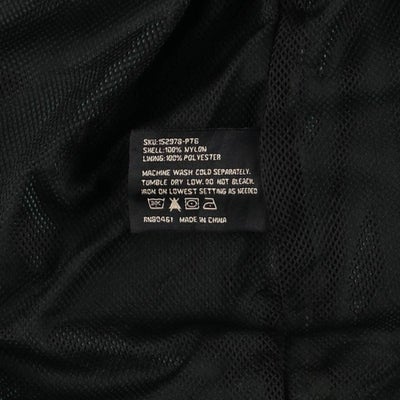 SKU:152978-P76
SHELL:100% NYLON
LINING:100% POLYESTER
MACHINE WASH COLD SEPARATELY.
TUMBLE DRY LOW. DO NOT BLEACH.
IRON ON LOWEST SETTING AS NEEDED
RN80461 MADE IN CHINA